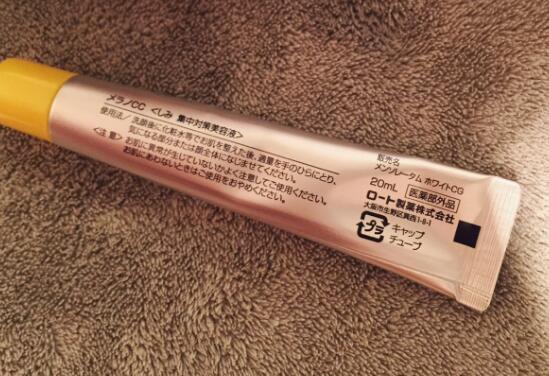 メラノCC くしみ 集中対策美容液>
使用法/洗顔後に化粧水等でお肌を整えた後、適量を手のひらにとり、
気になる部分または顔全体になじませてください。
<注意> お肌に異常が生じていないかよく注意してご使用ください。
お肌にあわないときはご使用をおやめください。
販売名
メンソレータム ホワイトCG
20mL 医薬部外品
ロート製薬株式会社
大阪市生野区巽西1-8-1
プラ キャップ
チューブ